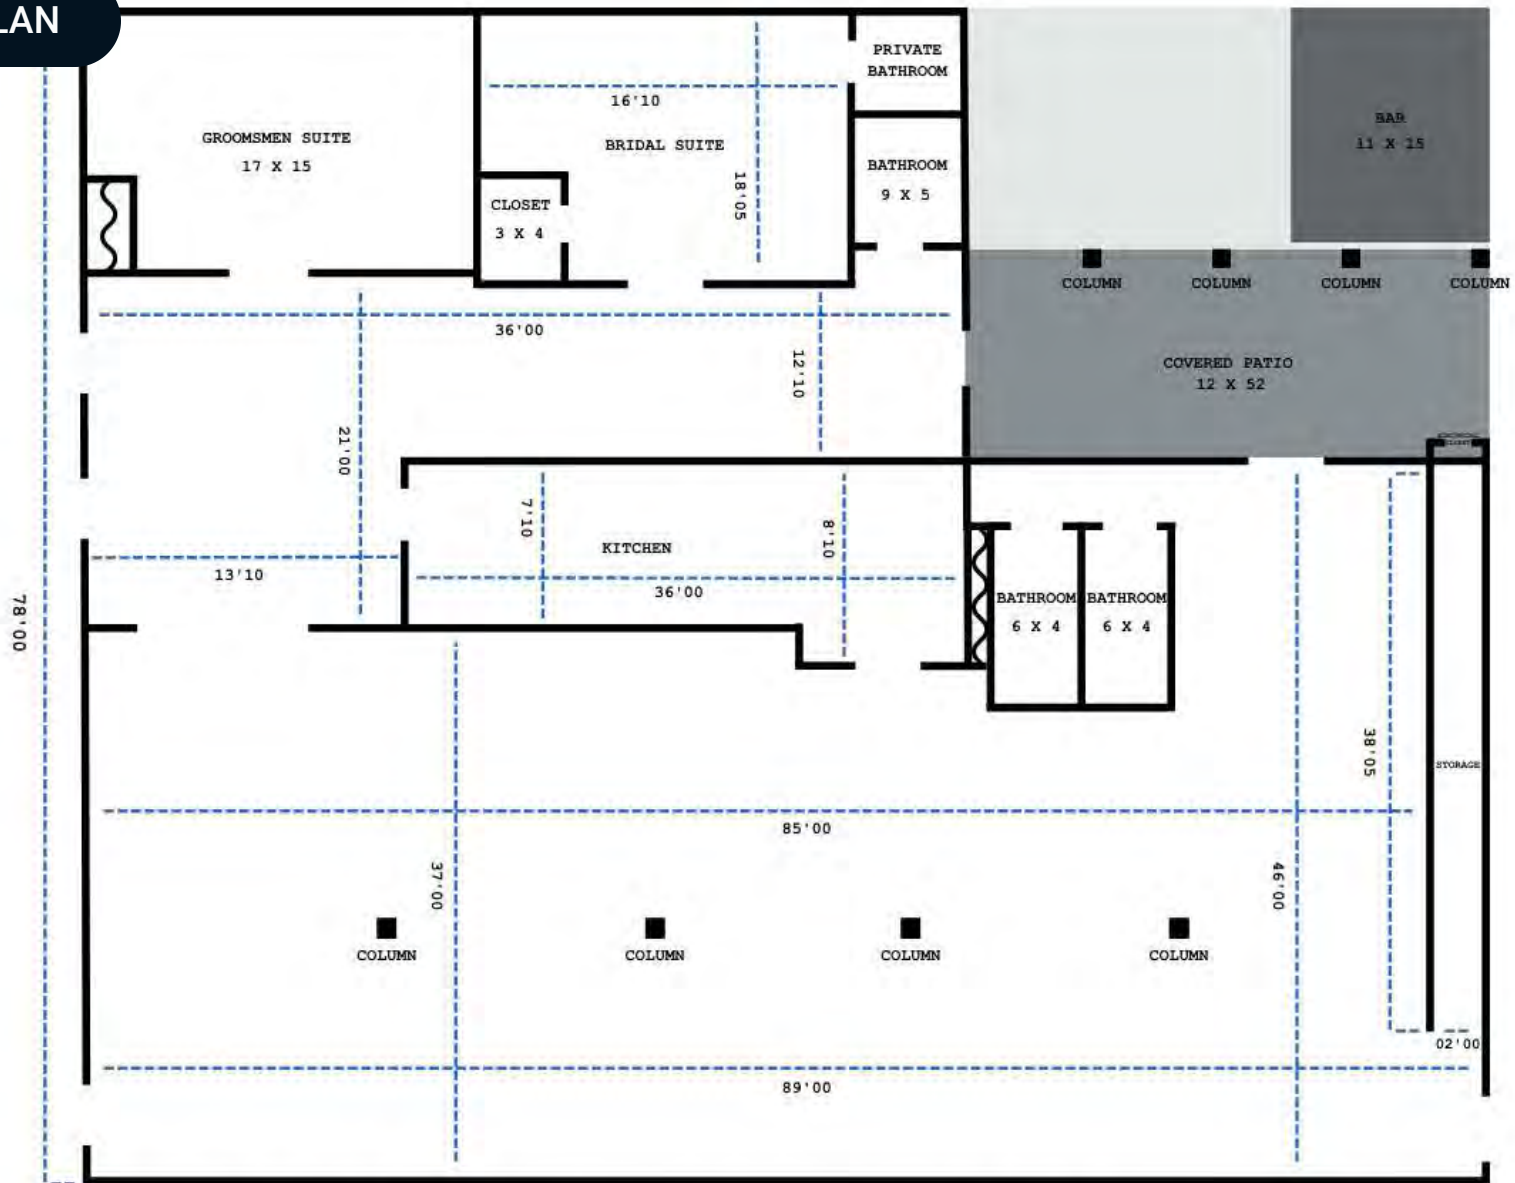 LAN
PRIVATE
BATHROOM
16'10
BAR
11 X 15
GROOMSMEN SUITE
17 X 15
BRIDAL SUITE
BATHROOM
9 X 5
18'05
CLOSET
3 X 4
COLUMN
COLUMN
COLUMN
COLUMN
36'00
12'10
COVERED PATIO
12 X 52
21'00
7'10
8'10
KITCHEN
13'10
36'00
78'00
BATHROOM
6 X 4
BATHROOM
6 X 4
38'05
STORAGE
85'00
37'00
46'00
COLUMN
COLUMN
COLUMN
COLUMN
02'00
89'00